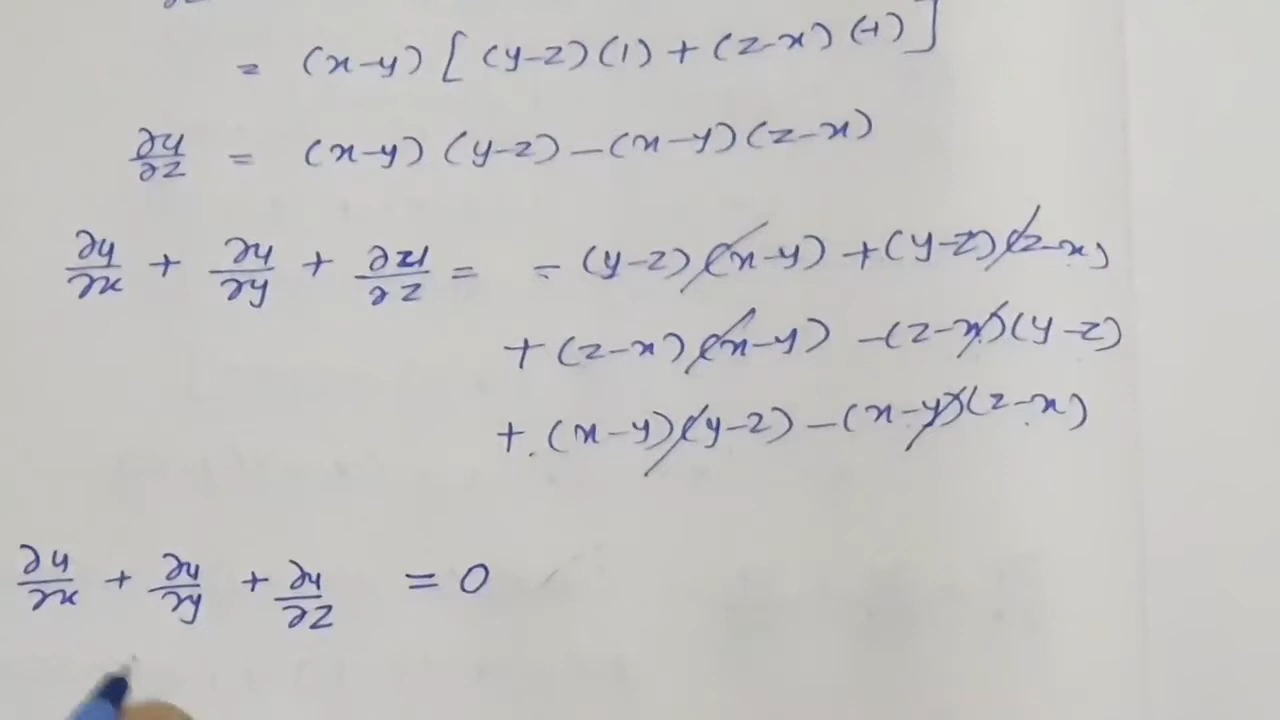 = (x-y) [ (y-z) (1) + (z-x) (-1) ]
∂u/∂z = (x-y) (y-z) - (x-y) (z-x)
∂u/∂x + ∂u/∂y + ∂u/∂z = - (y-z) (x-y) + (y-z) (z-x)
+ (z-x) (x-y) - (z-x) (y-z)
+ (x-y) (y-z) - (x-y) (z-x)
∂u/∂x + ∂u/∂y + ∂u/∂z = 0